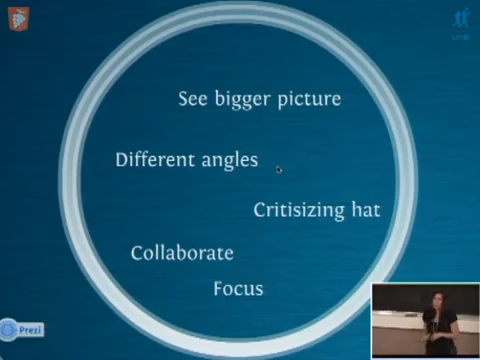 See bigger picture
Different angles
Critisizing hat
Collaborate
Focus
Prezi